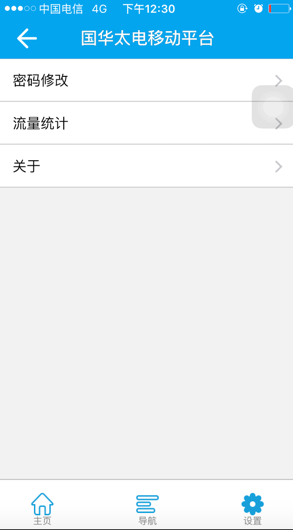 中国电信 4G 下午12:30
国华太电移动平台
密码修改
流量统计
关于
主页 导航 设置